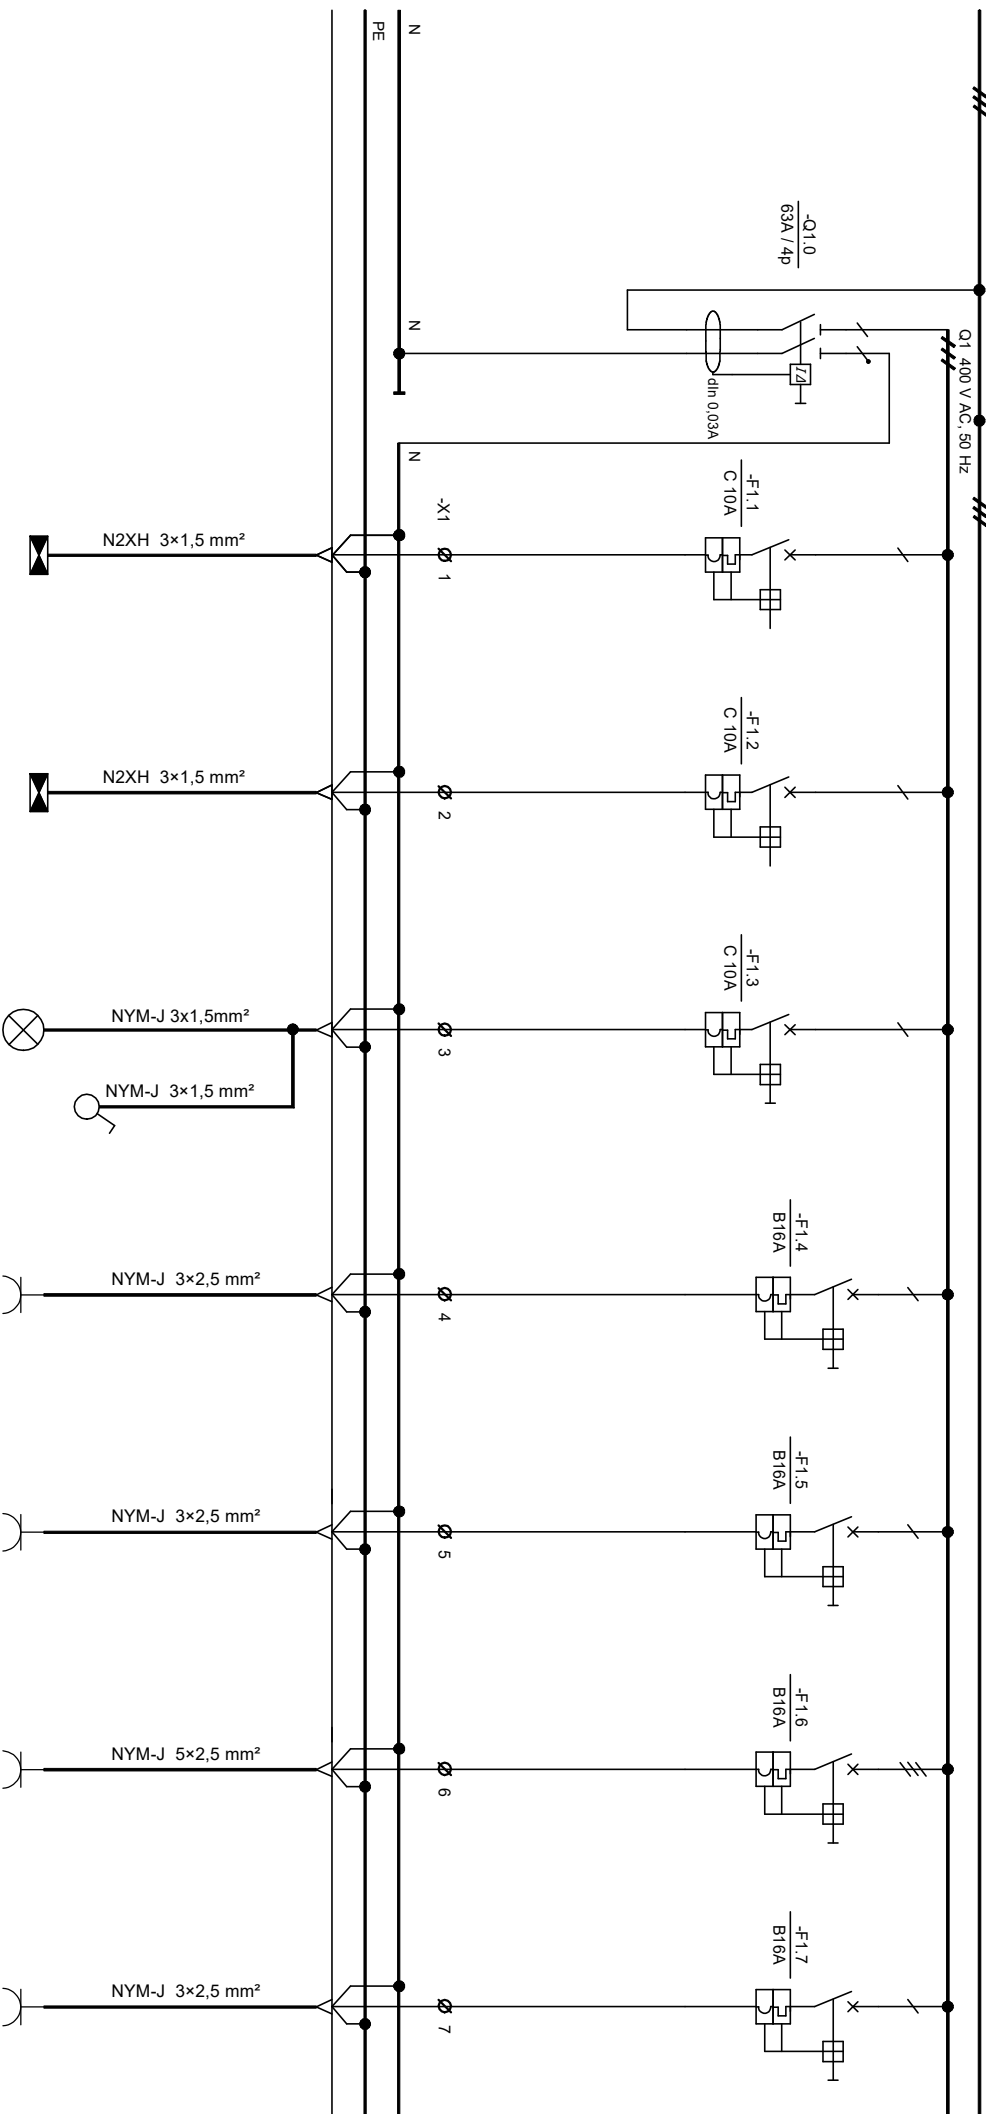 N
PE
-Q1.0
63A / 4p
N
dIn 0,03A
Q1 400 V AC, 50 Hz
N
-X1
-F1.1
C 10A
1
N2XH 3×1,5 mm²
-F1.2
C 10A
2
N2XH 3×1,5 mm²
-F1.3
C 10A
3
NYM-J 3x1,5mm²
NYM-J 3×1,5 mm²
-F1.4
B16A
4
NYM-J 3×2,5 mm²
-F1.5
B16A
5
NYM-J 3×2,5 mm²
-F1.6
B16A
6
NYM-J 5×2,5 mm²
-F1.7
B16A
7
NYM-J 3×2,5 mm²